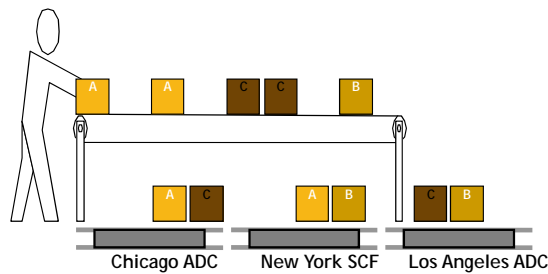 A A C C B
A C A B C B
Chicago ADC New York SCF Los Angeles ADC